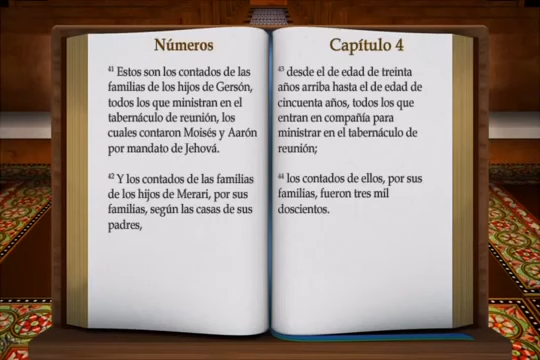 Números
41 Estos son los contados de las
familias de los hijos de Gersón,
todos los que ministran en el
tabernáculo de reunión, los
cuales contaron Moisés y Aarón
por mandato de Jehová.
42 Y los contados de las familias
de los hijos de Merari, por sus
familias, según las casas de sus
padres,
Capítulo 4
43 desde el de edad de treinta
años arriba hasta el de edad de
cincuenta años, todos los que
entran en compañía para
ministrar en el tabernáculo de
reunión;
44 los contados de ellos, por sus
familias, fueron tres mil
doscientos.